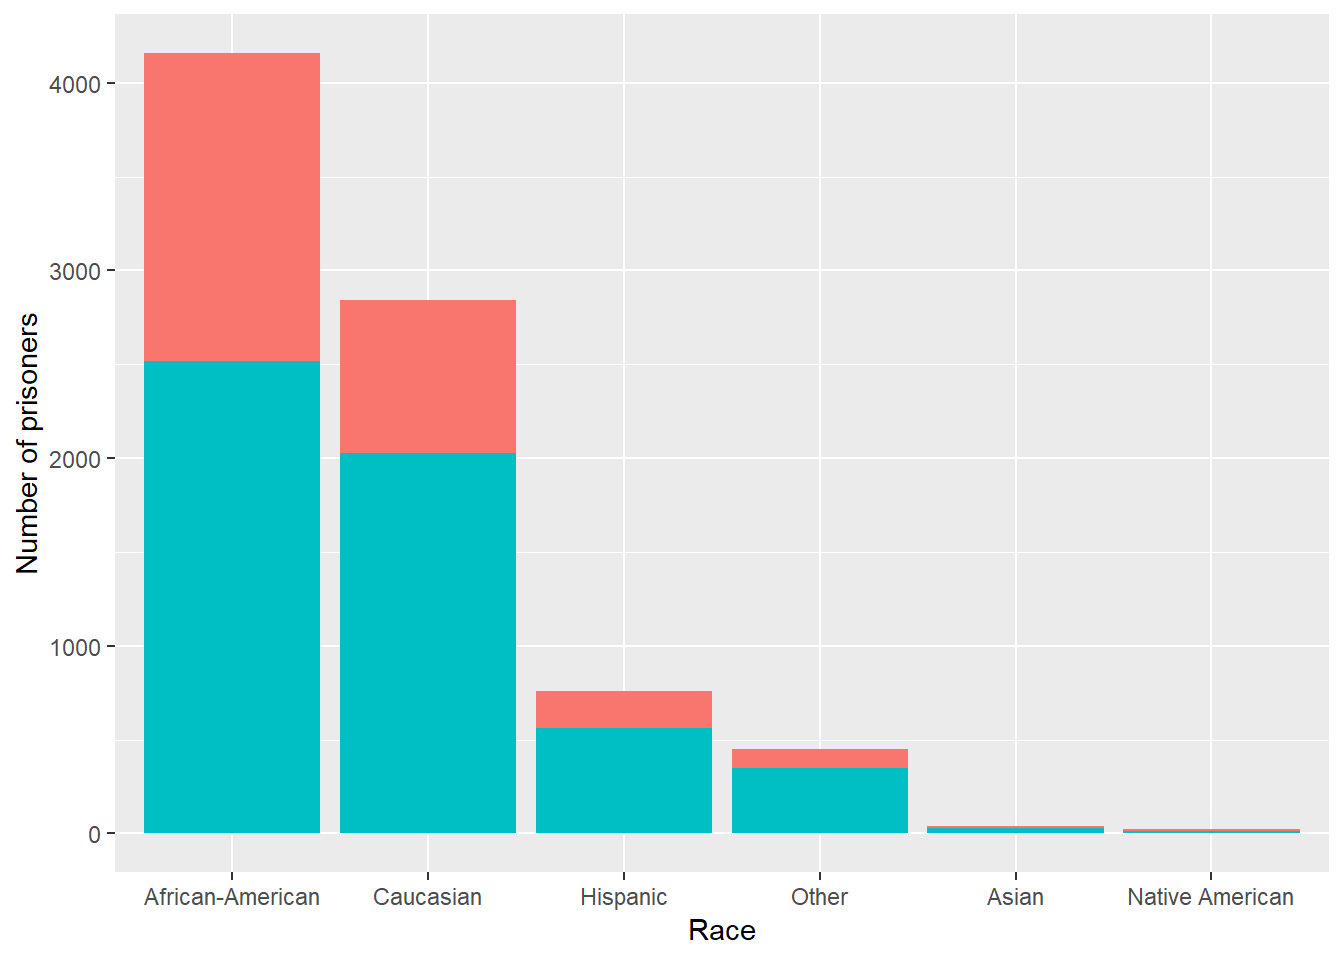 Number of prisoners
4000
3000
2000
1000
0
African-American
Caucasian
Hispanic
Other
Asian
Native American
Race